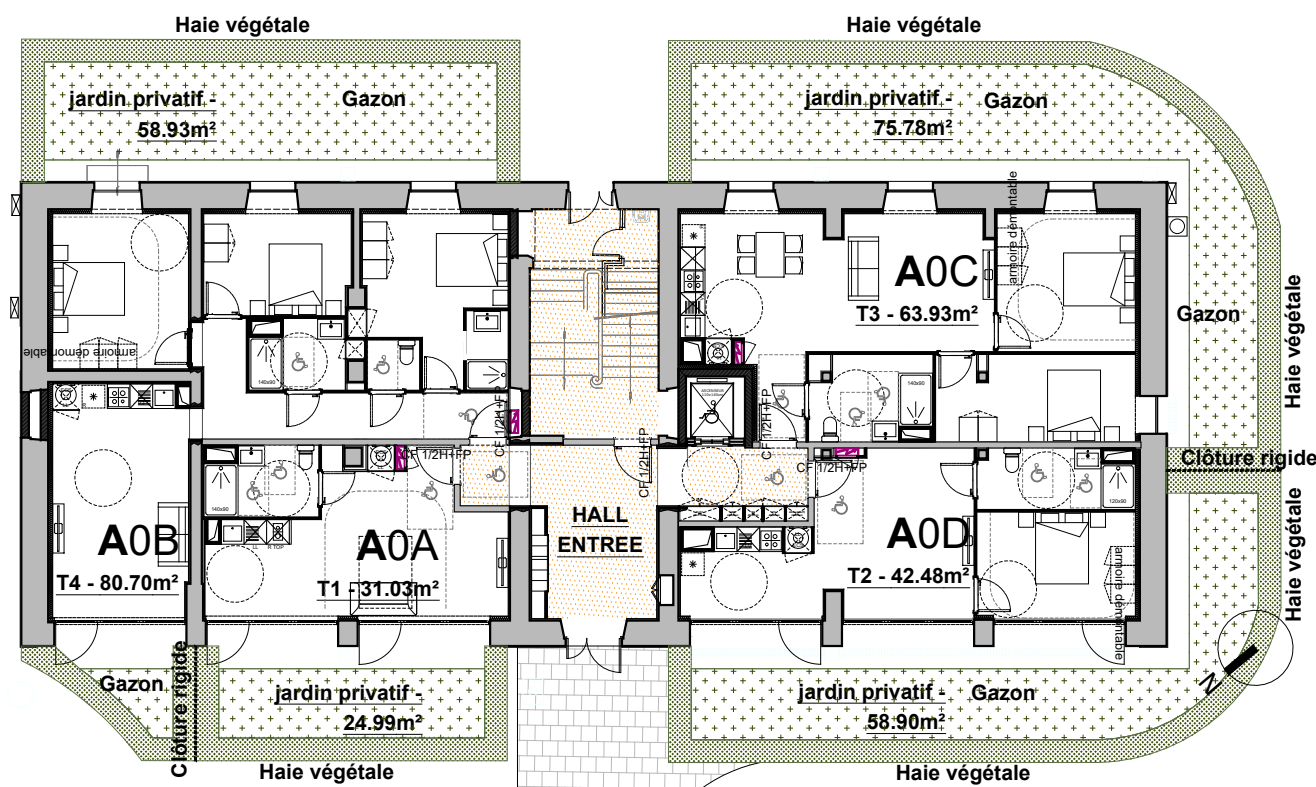 Haie végétale
Haie végétale
jardin privatif -
58.93m²
Gazon
jardin privatif -
75.78m²
Gazon
armoire démontable
A0C
T3 - 63.93m²
Gazon
Haie végétale
armoire démontable
140x90
140x90
CF 1/2H+F
CF 1/2H+FP
CF 1/2H+FP
CF 1/2H+FP
CF 1/2H+FP
Clôture rigide
140x90
120x90
LL
R TOP
A0B
T4 - 80.70m²
A0A
T1 - 31.03m²
HALL
ENTREE
A0D
T2 - 42.48m²
armoire démontable
Haie végétale
N
Gazon
Clôture rigide
jardin privatif -
24.99m²
jardin privatif -
58.90m²
Gazon
Haie végétale
Haie végétale